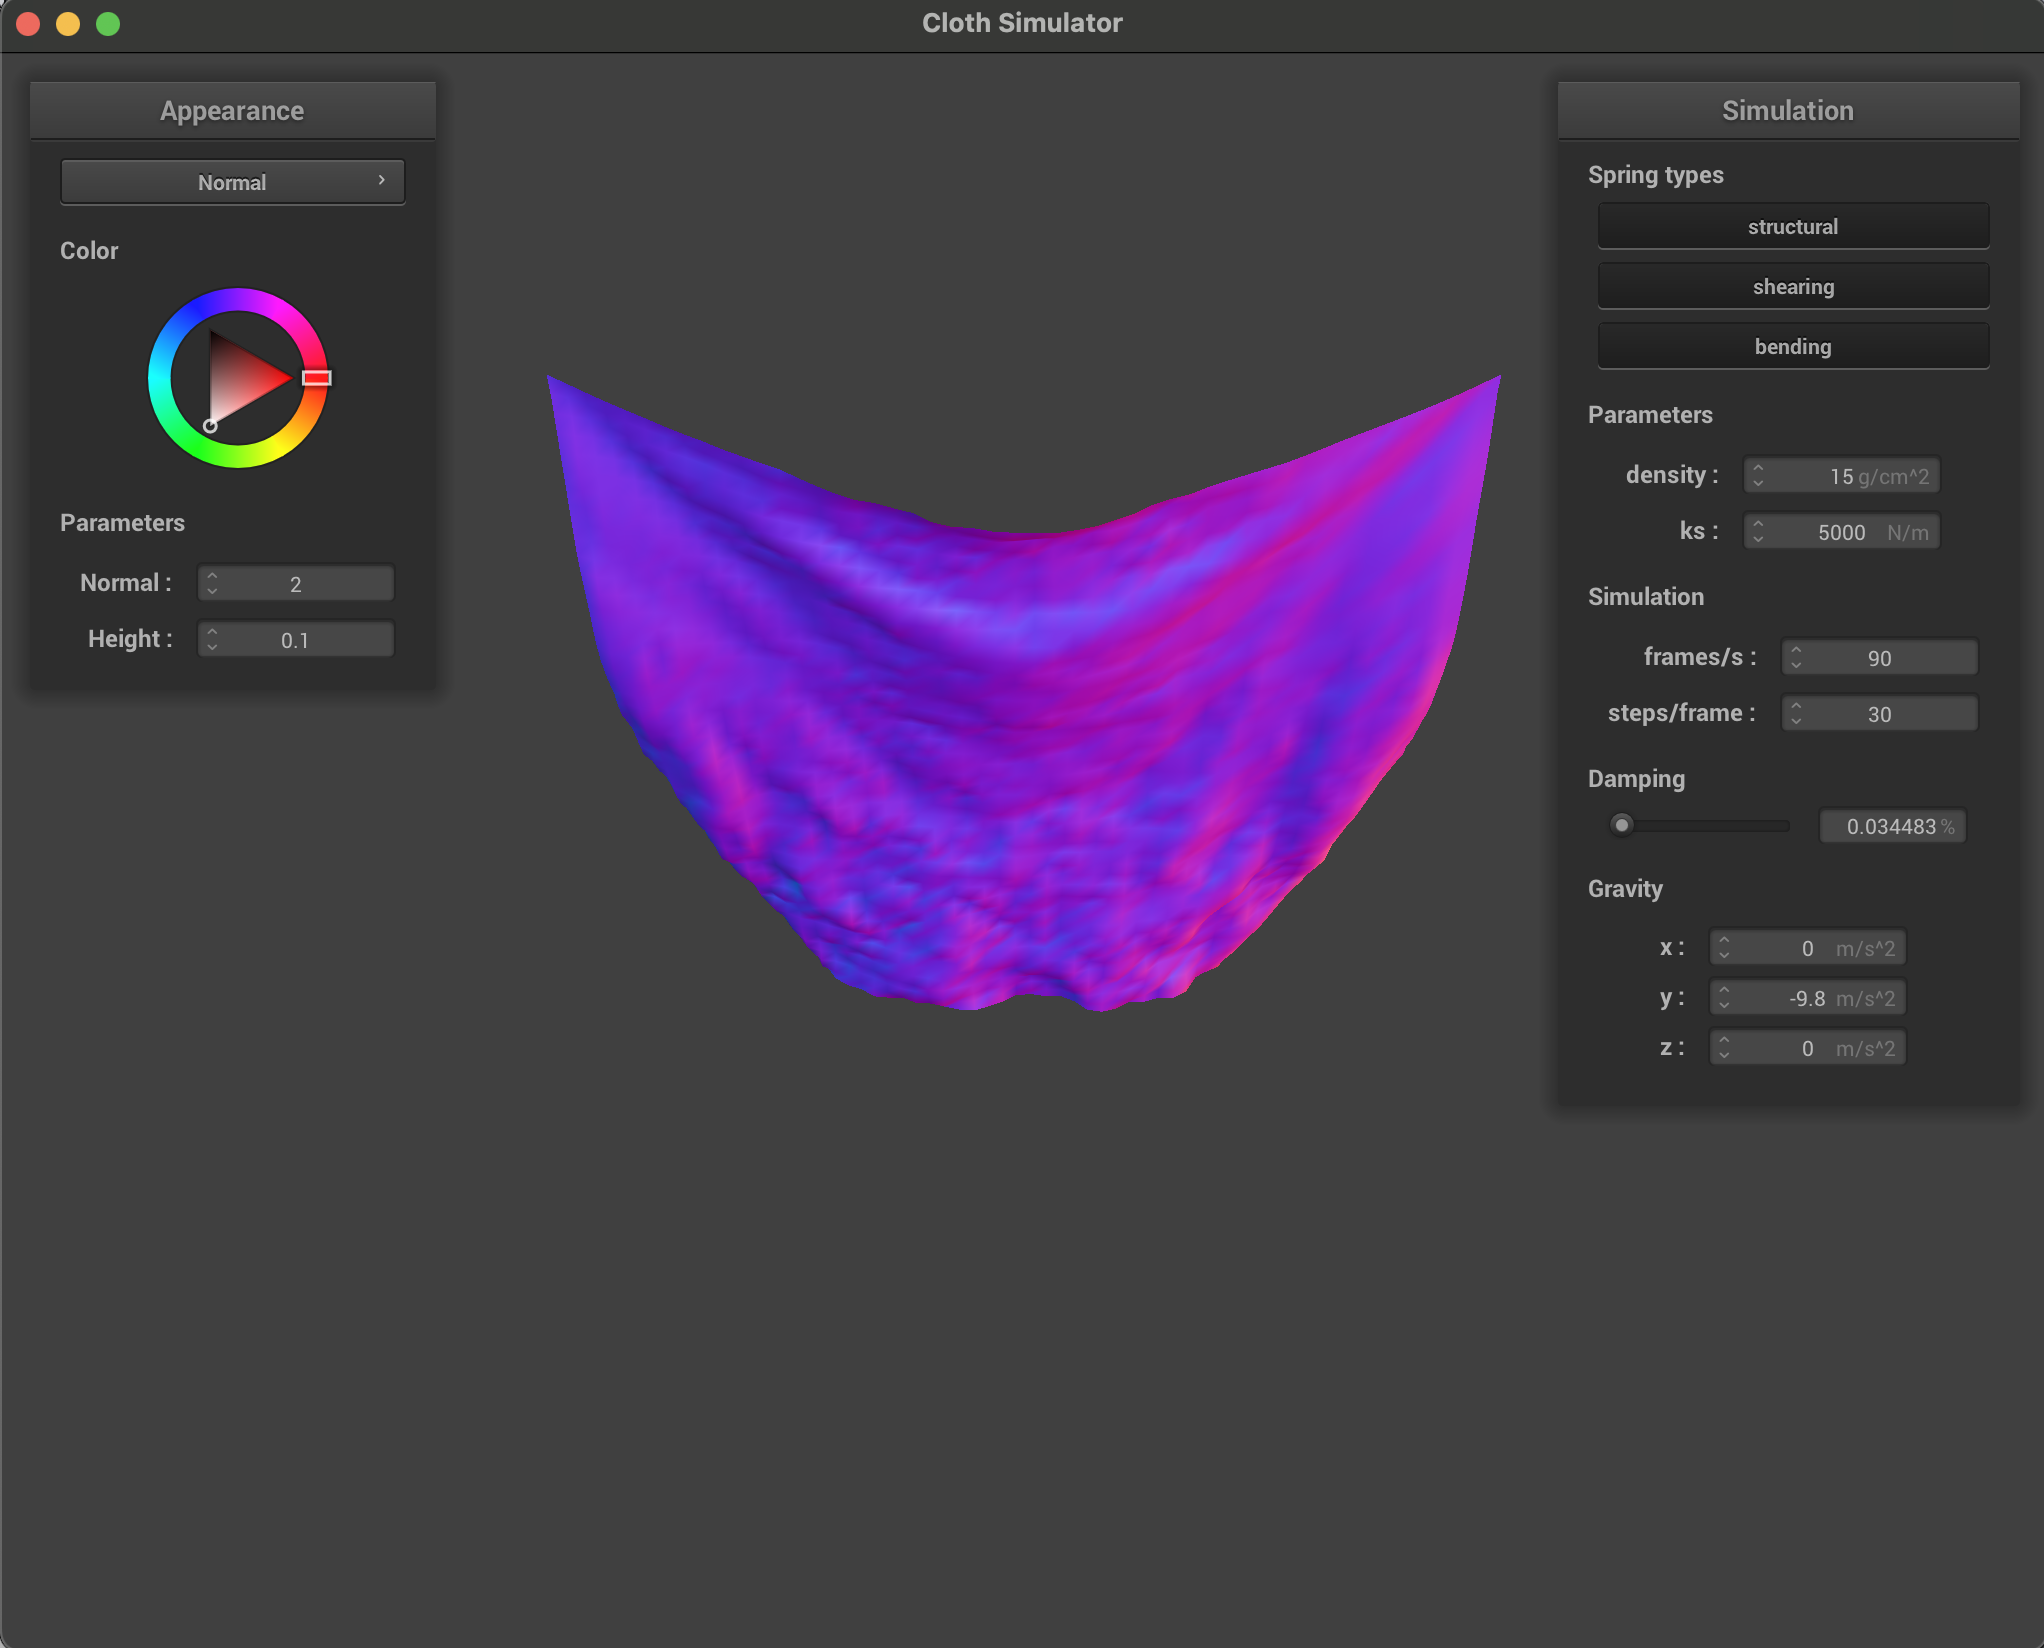 Cloth Simulator
Appearance
Normal
Color
Parameters
Normal : 2
Height : 0.1
Simulation
Spring types
structural
shearing
bending
Parameters
density : 15 g/cm^2
ks : 5000 N/m
Simulation
frames/s : 90
steps/frame : 30
Damping
0.034483 %
Gravity
x : 0 m/s^2
y : -9.8 m/s^2
z : 0 m/s^2